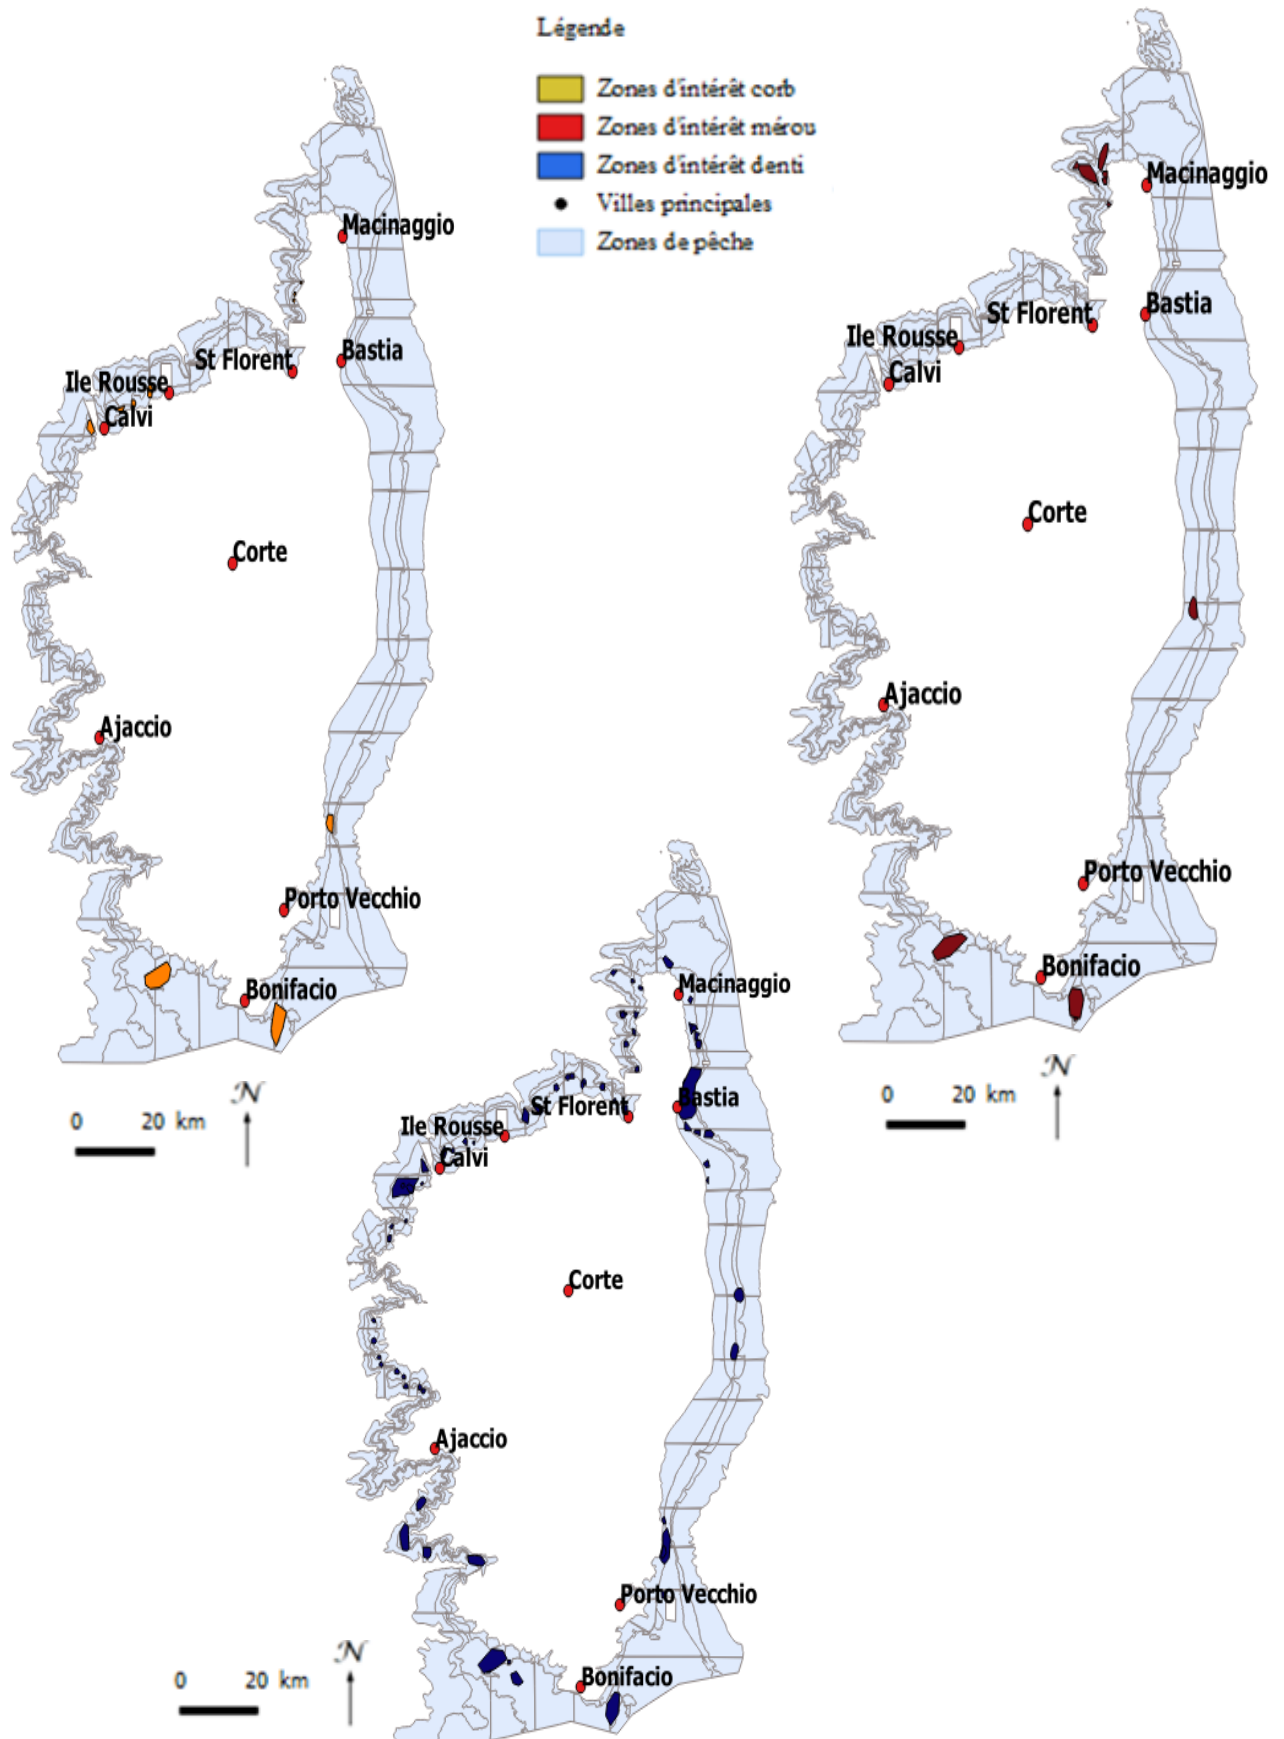 Légende
Zones d'intérêt corb
Zones d'intérêt mérou
Zones d'intérêt denti
Villes principales
Zones de pêche
Macinaggio
Bastia
St Florent
Ile Rousse
Calvi
Corte
Ajaccio
Porto Vecchio
Bonifacio
N
0 20 km
Macinaggio
Bastia
St Florent
Ile Rousse
Calvi
Corte
Ajaccio
Porto Vecchio
Bonifacio
N
0 20 km
Macinaggio
Bastia
St Florent
Ile Rousse
Calvi
Corte
Ajaccio
Porto Vecchio
Bonifacio
N
0 20 km